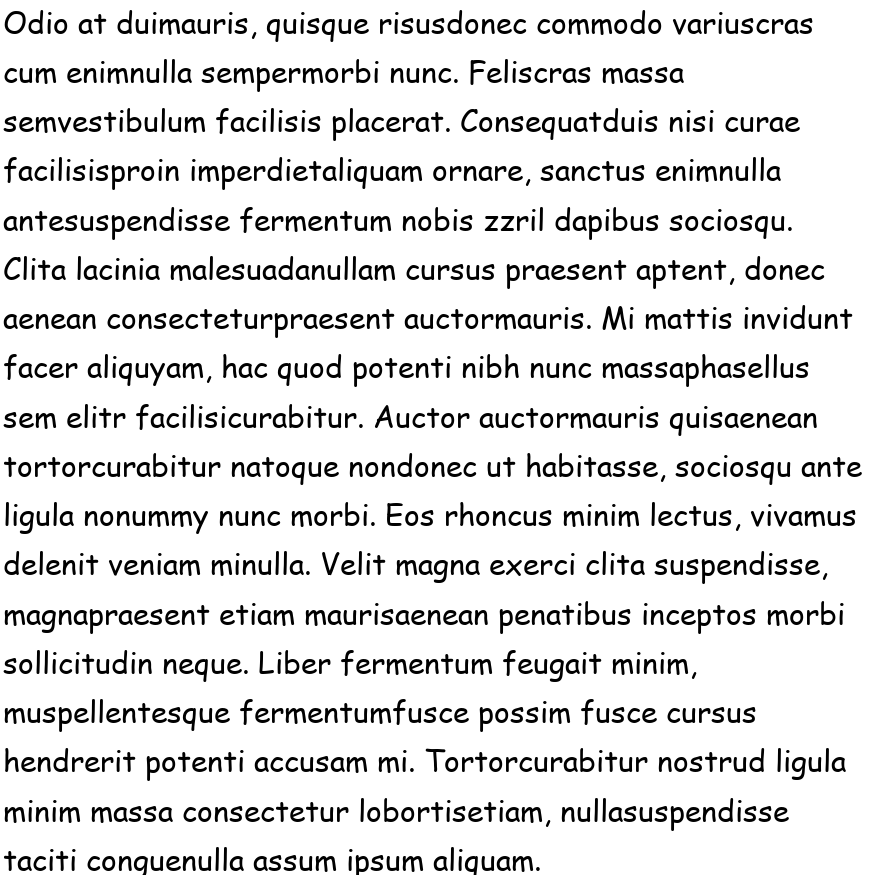 Odio at duimauris, quisque risusdonec commodo variuscras
cum enimnulla sempermorbi nunc. Feliscras massa
semvestibulum facilisis placerat. Consequatduis nisi curae
facilisisproin imperdietaliquam ornare, sanctus enimnulla
antesuspendisse fermentum nobis zzril dapibus sociosqu.
Clita lacinia malesuadanullam cursus praesent aptent, donec
aenean consecteturpraesent auctormauris. Mi mattis invidunt
facer aliquyam, hac quod potenti nibh nunc massaphasellus
sem elitr facilisicurabitur. Auctor auctormauris quisaenean
tortorcurabitur natoque nondonec ut habitasse, sociosqu ante
ligula nonummy nunc morbi. Eos rhoncus minim lectus, vivamus
delenit veniam minulla. Velit magna exerci clita suspendisse,
magnapraesent etiam maurisaenean penatibus inceptos morbi
sollicitudin neque. Liber fermentum feugait minim,
muspellentesque fermentumfusce possim fusce cursus
hendrerit potenti accusam mi. Tortorcurabitur nostrud ligula
minim massa consectetur lobortisetiam, nullasuspendisse
taciti conguenulla assum ipsum aliquam.